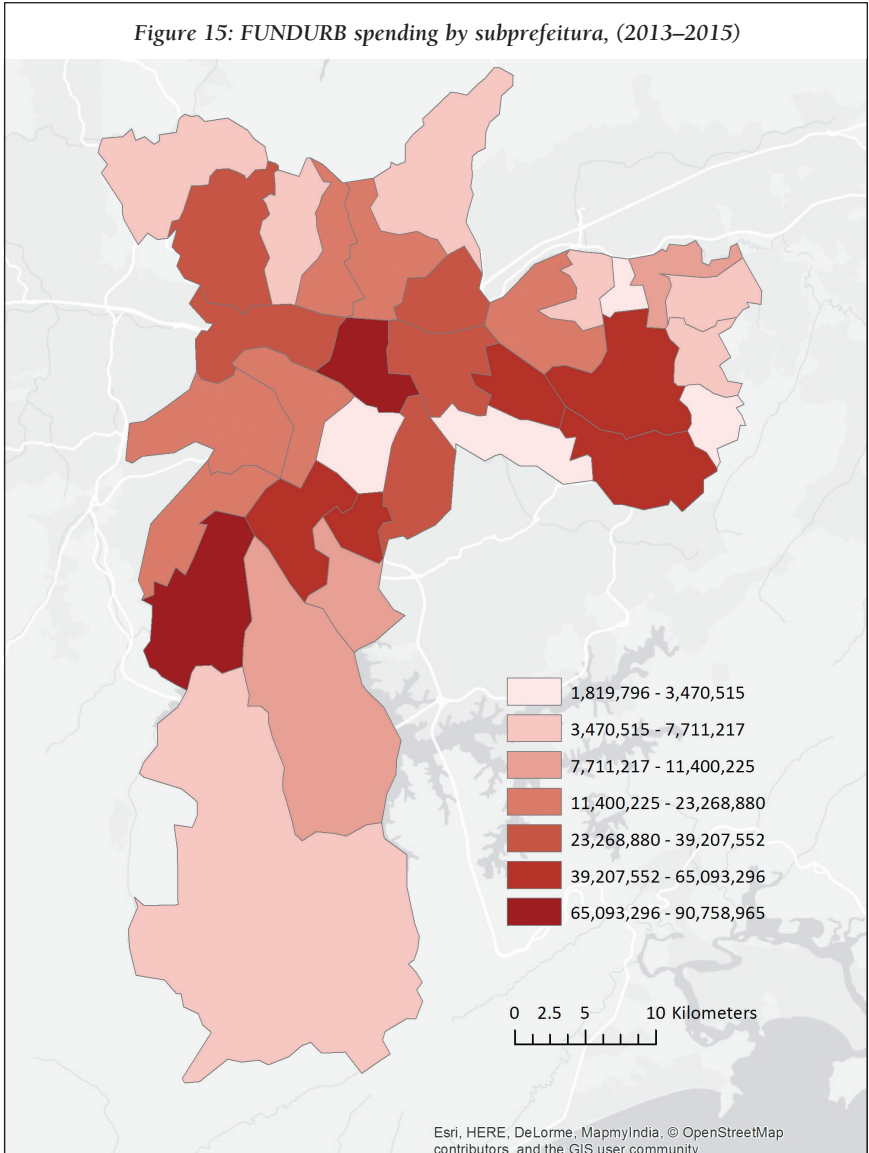 Figure 15: FUNDURB spending by subprefeitura, (2013–2015)
1,819,796 - 3,470,515
3,470,515 - 7,711,217
7,711,217 - 11,400,225
11,400,225 - 23,268,880
23,268,880 - 39,207,552
39,207,552 - 65,093,296
65,093,296 - 90,758,965
0 2.5 5 10 Kilometers
Esri, HERE, DeLorme, MapmyIndia, © OpenStreetMap
contributors, and the GIS user community